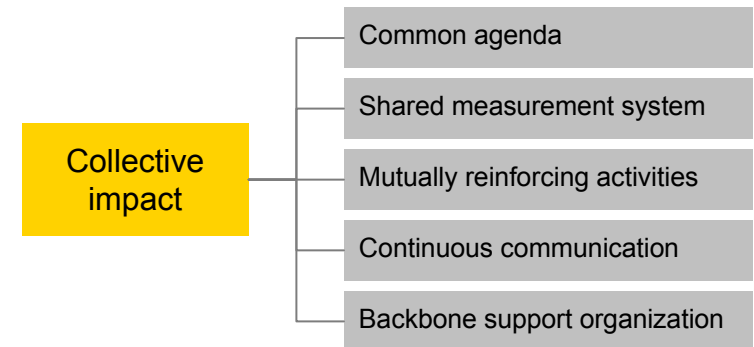 Collective
impact
Common agenda
Shared measurement system
Mutually reinforcing activities
Continuous communication
Backbone support organization